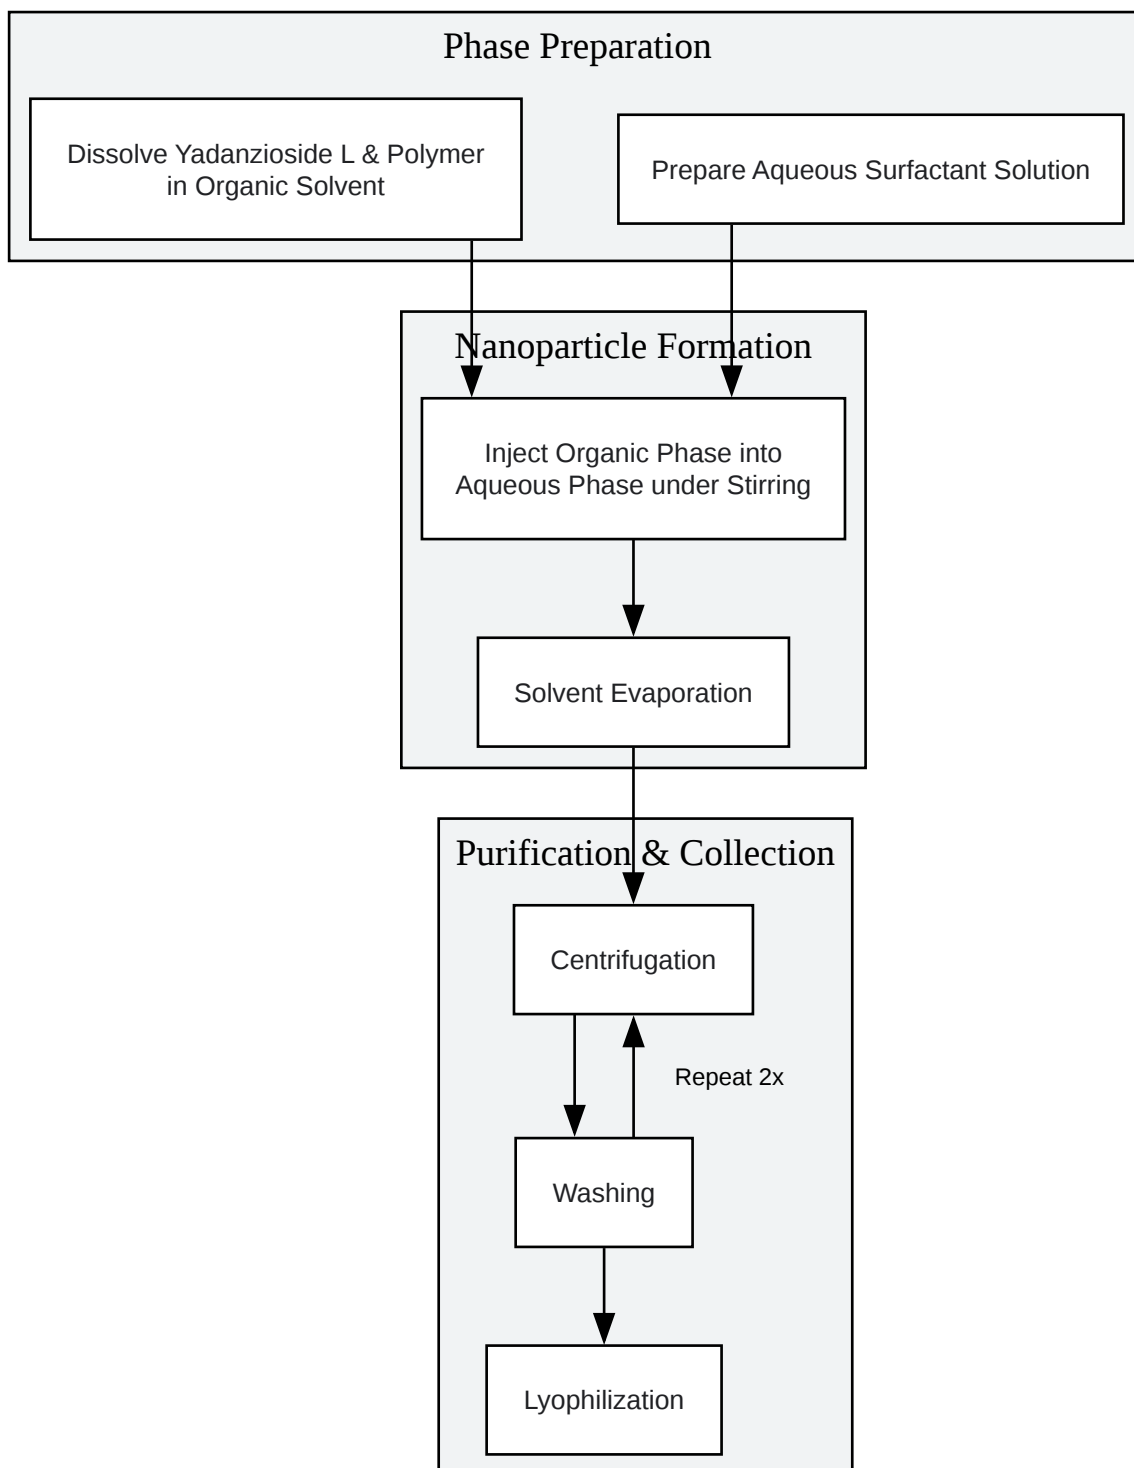 Phase Preparation
Dissolve Yadanzioside L & Polymer
in Organic Solvent
Prepare Aqueous Surfactant Solution
Nanoparticle Formation
Inject Organic Phase into
Aqueous Phase under Stirring
Solvent Evaporation
Purification & Collection
Centrifugation
Repeat 2x
Washing
Lyophilization